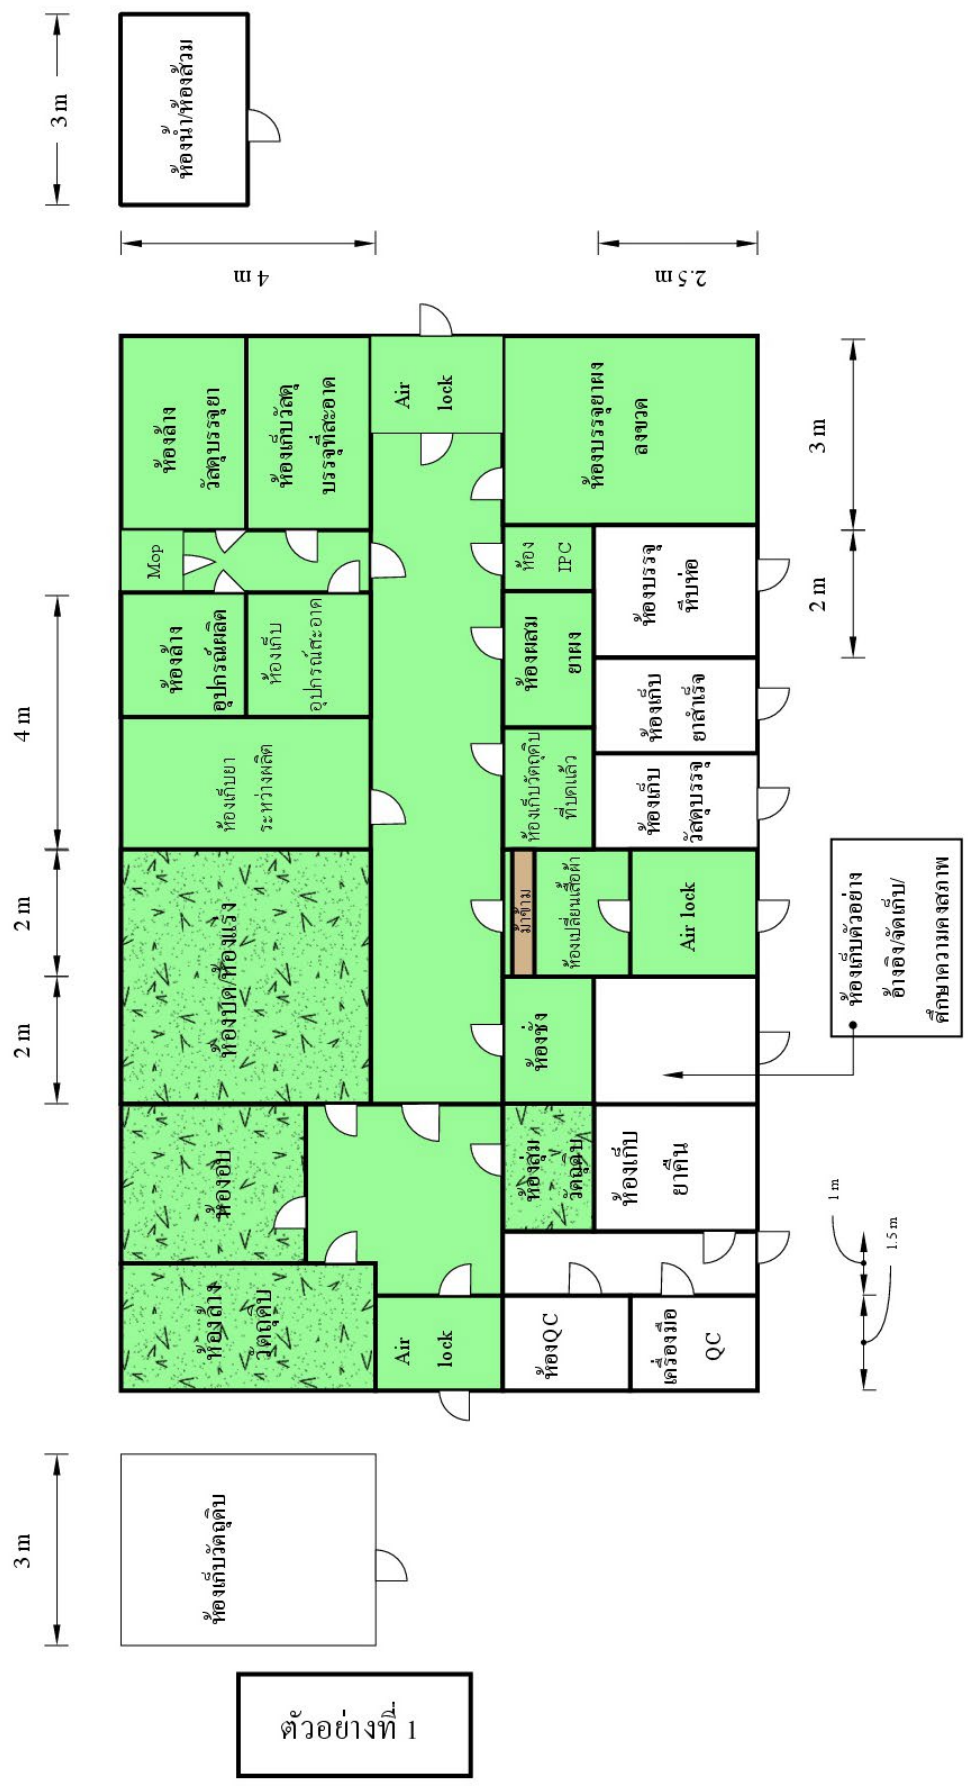 ตัวอย่างที่ 1
3 m
2 m
2 m
4 m
3 m
ห้องเก็บวัตถุดิบ
ห้องล้าง
วัตถุดิบ
ห้องอบ
ห้องบด/ห้องแร่ง
ห้องเก็บยา
ระหว่างผลิต
ห้องล้าง
อุปกรณ์ผลิต
ห้องเก็บ
อุปกรณ์สะอาด
Mop
ห้องล้าง
วัสดุบรรจุยา
ห้องเก็บวัสดุ
บรรจุที่สะอาด
ห้องน้ำ/ห้องส้วม
4 m
2.5 m
Air
lock
Air
lock
ห้องQC
เครื่องมือ
QC
ห้องสุ่ม
วัตถุดิบ
ห้องเก็บ
ยาคืน
ห้องชั่ง
ม้าข้าม
ห้องเปลี่ยนเสื้อผ้า
Air lock
ห้องเก็บวัตถุดิบ
ที่บดแล้ว
ห้องเก็บ
วัสดุบรรจุ
ห้องผสม
ยาผง
ห้องเก็บ
ยาสำเร็จ
ห้อง
IPC
ห้องบรรจุ
หีบห่อ
ห้องบรรจุยาผง
ลงขวด
1 m
1.5 m
ห้องเก็บตัวอย่าง
อ้างอิง/จัดเก็บ/
ศึกษาความคงสภาพ
2 m
3 m